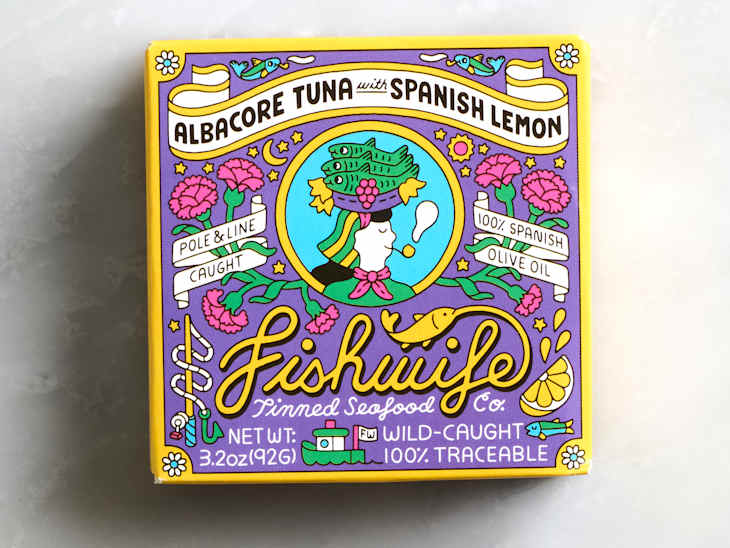 ALBACORE TUNA with SPANISH LEMON
POLE & LINE
CAUGHT
100% SPANISH
OLIVE OIL
Fishwife
Tinned Seafood Co.
NET WT:
3.2oz(92G)
FW
WILD-CAUGHT
100% TRACEABLE